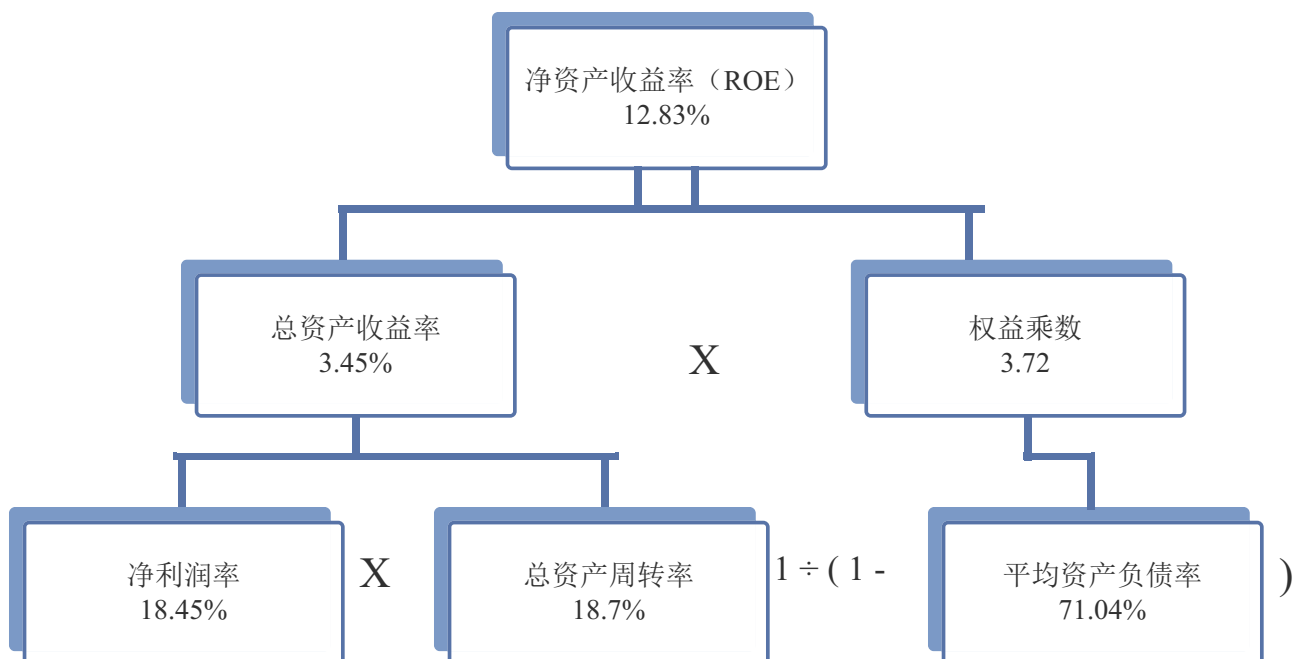 净资产收益率（ROE）
12.83%
总资产收益率
3.45%
X
权益乘数
3.72
净利润率
18.45%
X
总资产周转率
18.7%
1 ÷ ( 1 -
平均资产负债率
71.04%
)